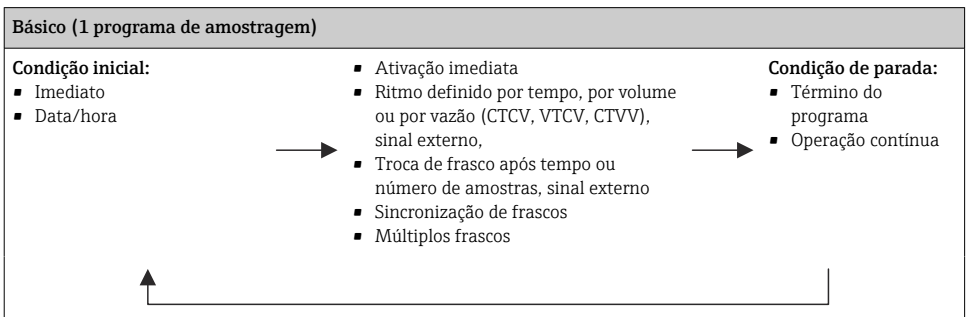 Básico (1 programa de amostragem)
Condição inicial:
▪ Imediato
▪ Data/hora
▪ Ativação imediata
▪ Ritmo definido por tempo, por volume
ou por vazão (CTCV, VTCV, CTVV),
sinal externo,
▪ Troca de frasco após tempo ou
número de amostras, sinal externo
▪ Sincronização de frascos
▪ Múltiplos frascos
Condição de parada:
▪ Término do
programa
▪ Operação contínua